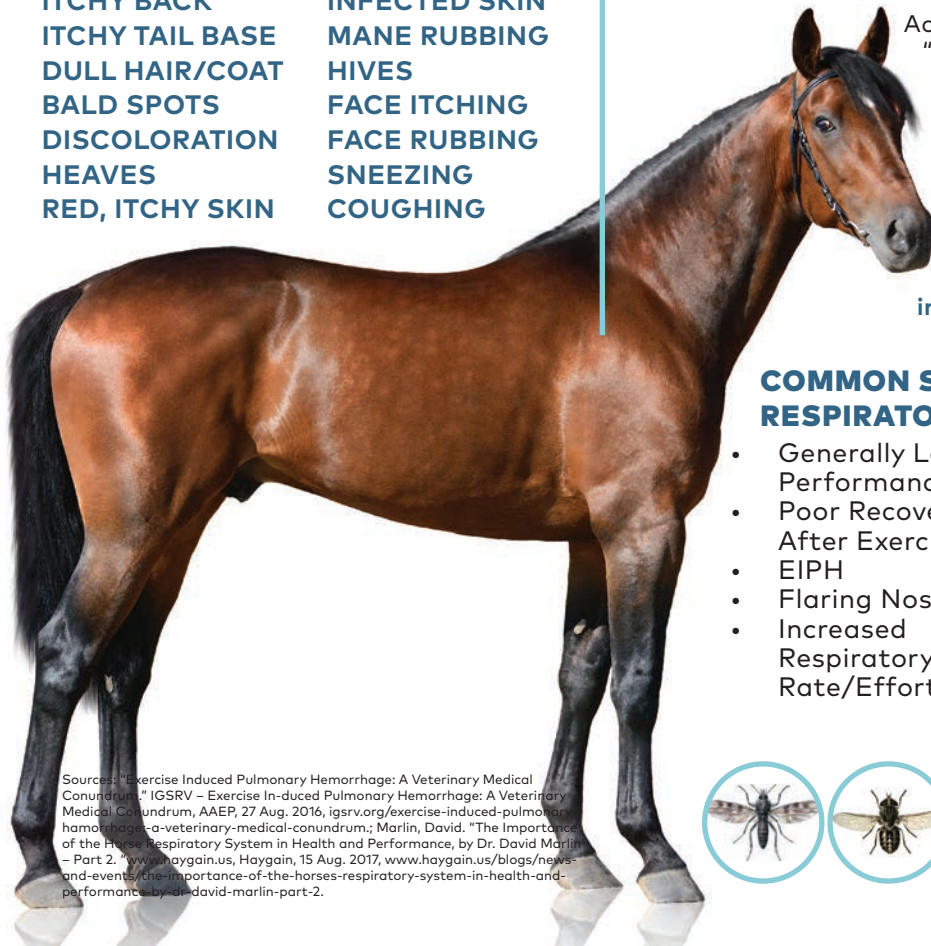 ITCHY BACK
ITCHY TAIL BASE
DULL HAIR/COAT
BALD SPOTS
DISCOLORATION
HEAVES
RED, ITCHY SKIN
INFECTED SKIN
MANE RUBBING
HIVES
FACE ITCHING
FACE RUBBING
SNEEZING
COUGHING
COMMON S
RESPIRATO
• Generally L
Performanc
• Poor Recove
After Exerc
• EIPH
• Flaring Nos
• Increased
Respiratory
Rate/Effort
Sources: "Exercise Induced Pulmonary Hemorrhage: A Veterinary Medical
Conundrum." IGSRV – Exercise In-duced Pulmonary Hemorrhage: A Veterinary
Medical Conundrum, AAEP, 27 Aug. 2016, igsrv.org/exercise-induced-pulmonary
hamorrhage:-a-veterinary-medical-conundrum.; Marlin, David. "The Importance
of the Horse Respiratory System in Health and Performance, by Dr. David Marlin
– Part 2. "www.haygain.us, Haygain, 15 Aug. 2017, www.haygain.us/blogs/news-
and-events/the-importance-of-the-horses-respiratory-system-in-health-and-
performance-by-dr-david-marlin-part-2.